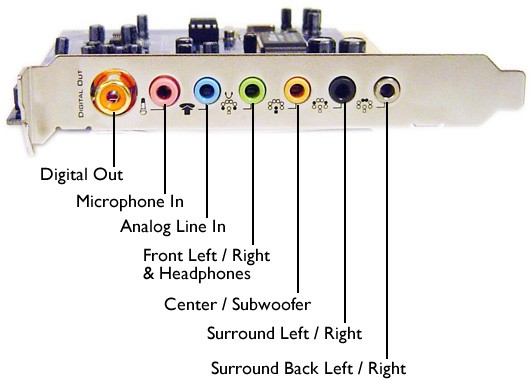 DIGITAL OUT
Digital Out
Microphone In
Analog Line In
Front Left / Right
& Headphones
Center / Subwoofer
Surround Left / Right
Surround Back Left / Right